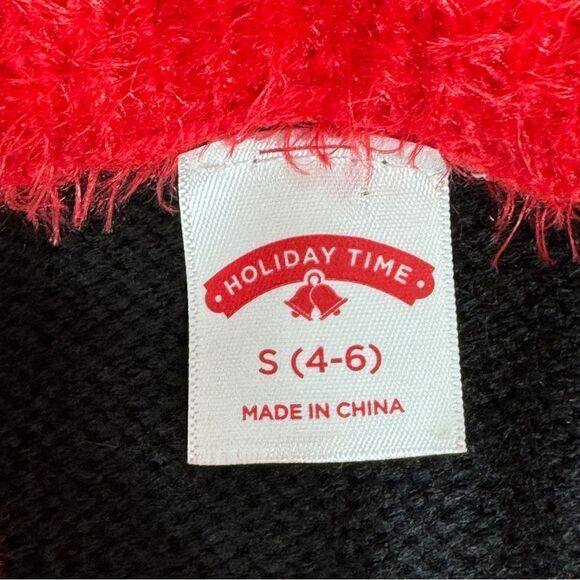 • HOLIDAY TIME •
S (4-6)
MADE IN CHINA